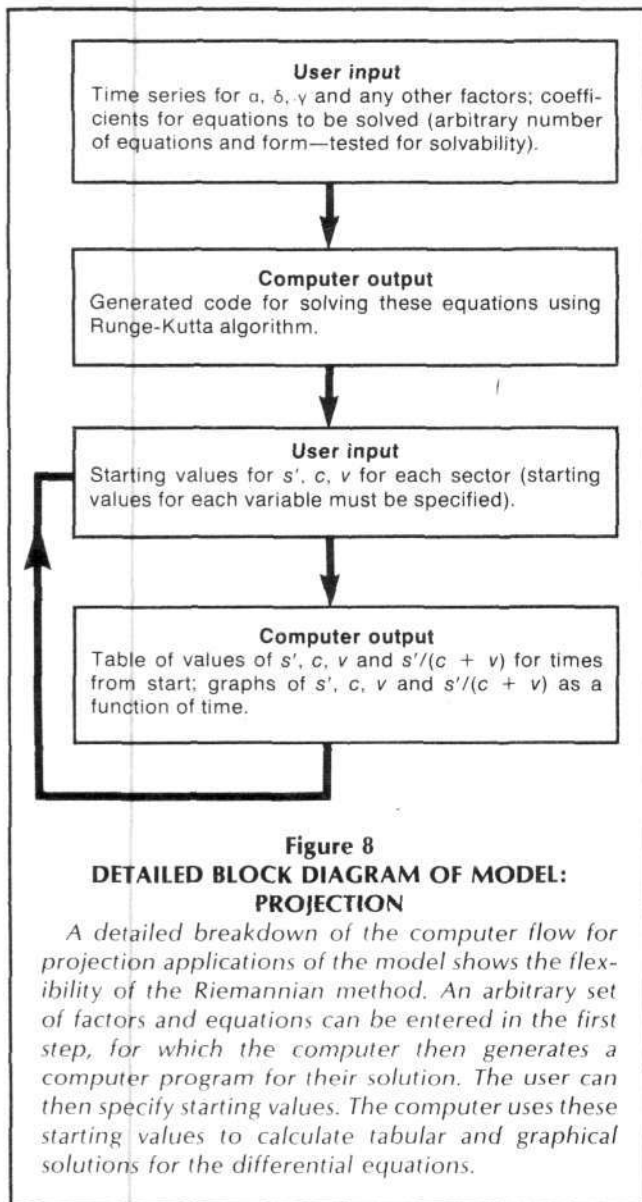 User input
Time series for α, δ, γ and any other factors; coeffi-
cients for equations to be solved (arbitrary number
of equations and form—tested for solvability).
Computer output
Generated code for solving these equations using
Runge-Kutta algorithm.
User input
Starting values for s', c, v for each sector (starting
values for each variable must be specified).
Computer output
Table of values of s', c, v and s'/(c + v) for times
from start; graphs of s', c, v and s'/(c + v) as a
function of time.
Figure 8
DETAILED BLOCK DIAGRAM OF MODEL:
PROJECTION
A detailed breakdown of the computer flow for
projection applications of the model shows the flex-
ibility of the Riemannian method. An arbitrary set
of factors and equations can be entered in the first
step, for which the computer then generates a
computer program for their solution. The user can
then specify starting values. The computer uses these
starting values to calculate tabular and graphical
solutions for the differential equations.